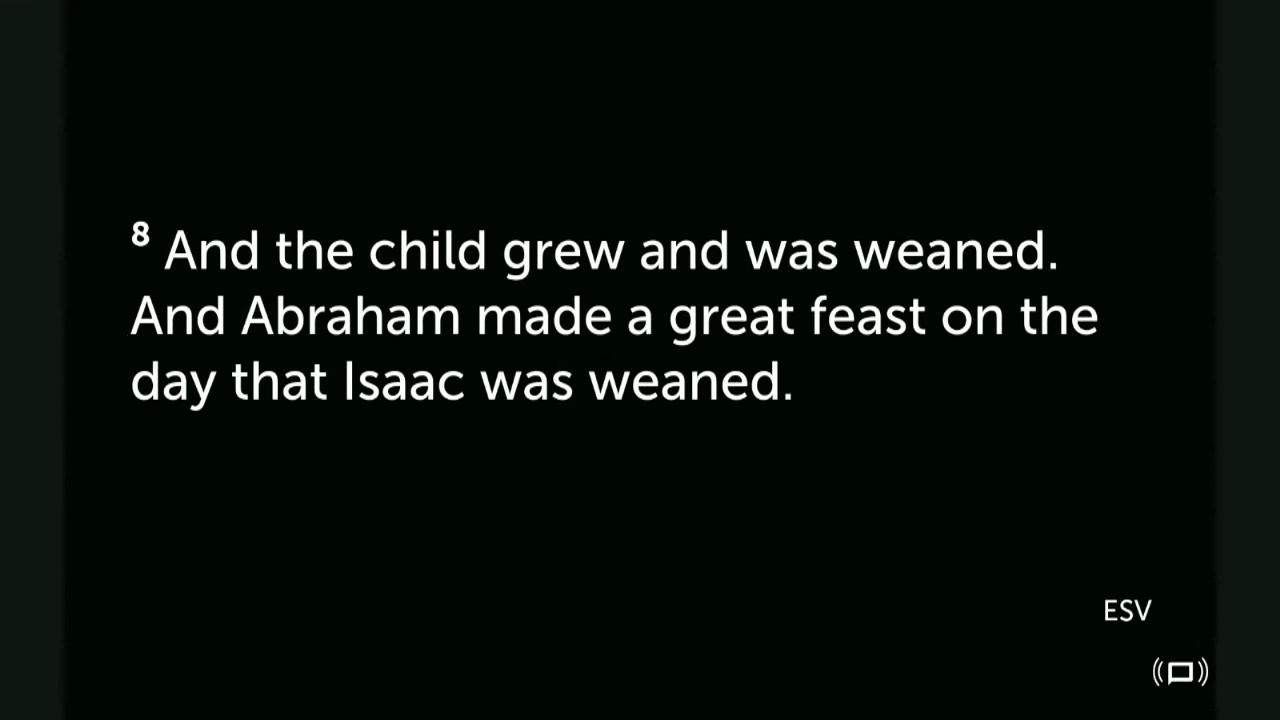 8 And the child grew and was weaned.
And Abraham made a great feast on the
day that Isaac was weaned.
ESV